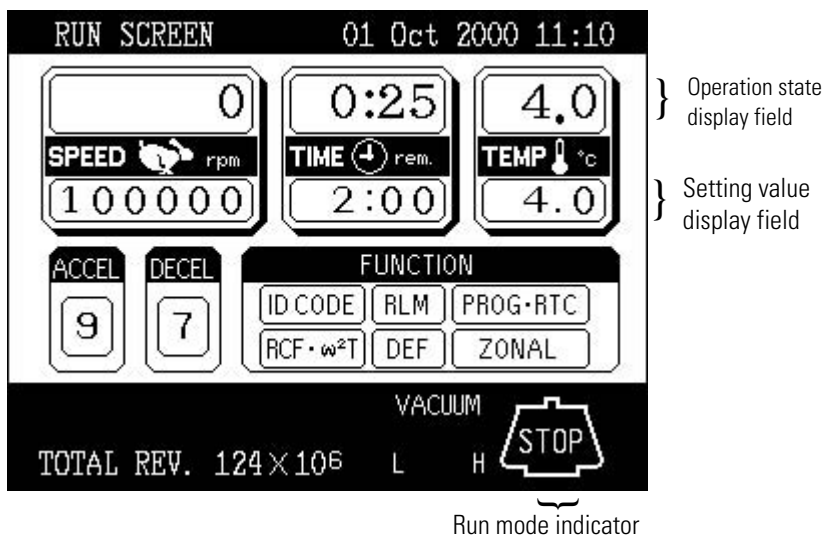 RUN SCREEN 01 Oct 2000 11:10
0 0:25 4.0
} Operation state
display field
SPEED rpm TIME rem. TEMP °C
100000 2:00 4.0
} Setting value
display field
ACCEL DECEL FUNCTION
9 7
ID CODE RLM PROG·RTC
RCF·ω²T DEF ZONAL
VACUUM
STOP
TOTAL REV. 124×10⁶ L H
}
Run mode indicator